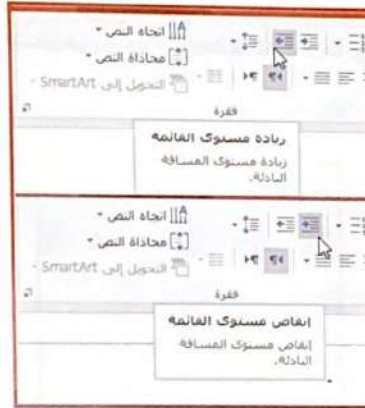 اتجاه النص
محاذاة النص
التحويل إلى SmartArt
فقرة
زيادة مستوى القائمة
زيادة مستوى المسافة
البادئة.
اتجاه النص
محاذاة النص
التحويل إلى SmartArt
فقرة
إنقاص مستوى القائمة
إنقاص مستوى المسافة
البادئة.